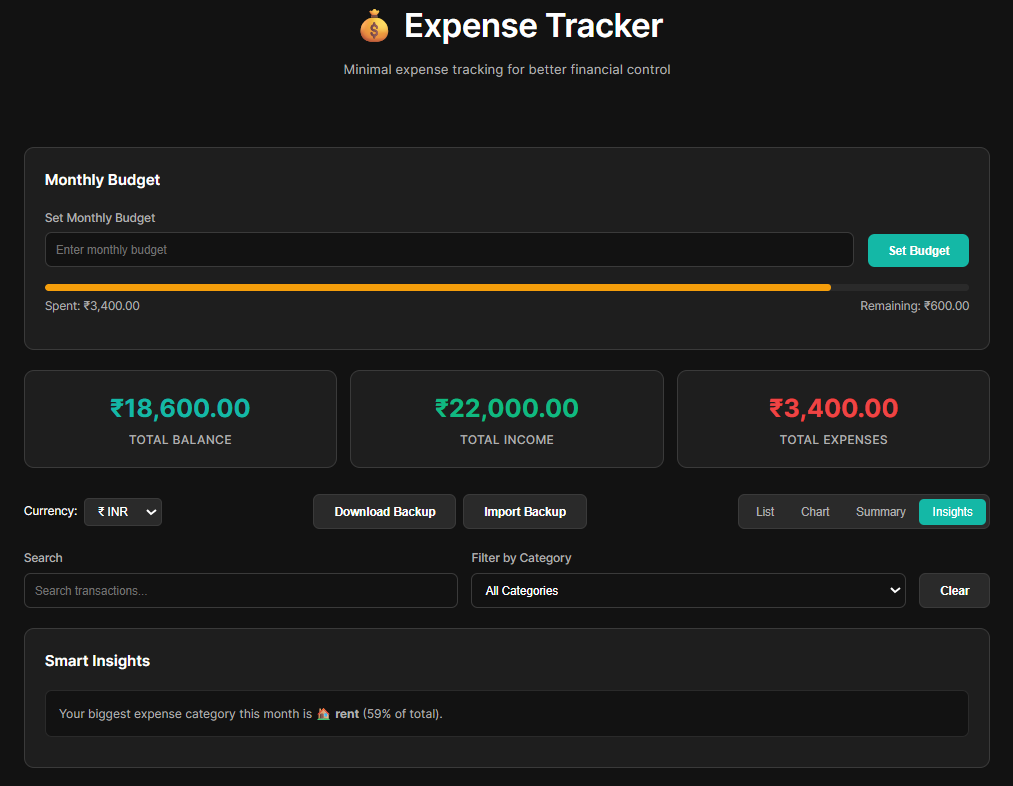 💰 Expense Tracker
Minimal expense tracking for better financial control
Monthly Budget
Set Monthly Budget
Enter monthly budget
Set Budget
Spent: ₹3,400.00
Remaining: ₹600.00
₹18,600.00
TOTAL BALANCE
₹22,000.00
TOTAL INCOME
₹3,400.00
TOTAL EXPENSES
Currency:
₹ INR
Download Backup
Import Backup
List
Chart
Summary
Insights
Search
Search transactions...
Filter by Category
All Categories
Clear
Smart Insights
Your biggest expense category this month is 🏠 rent (59% of total).